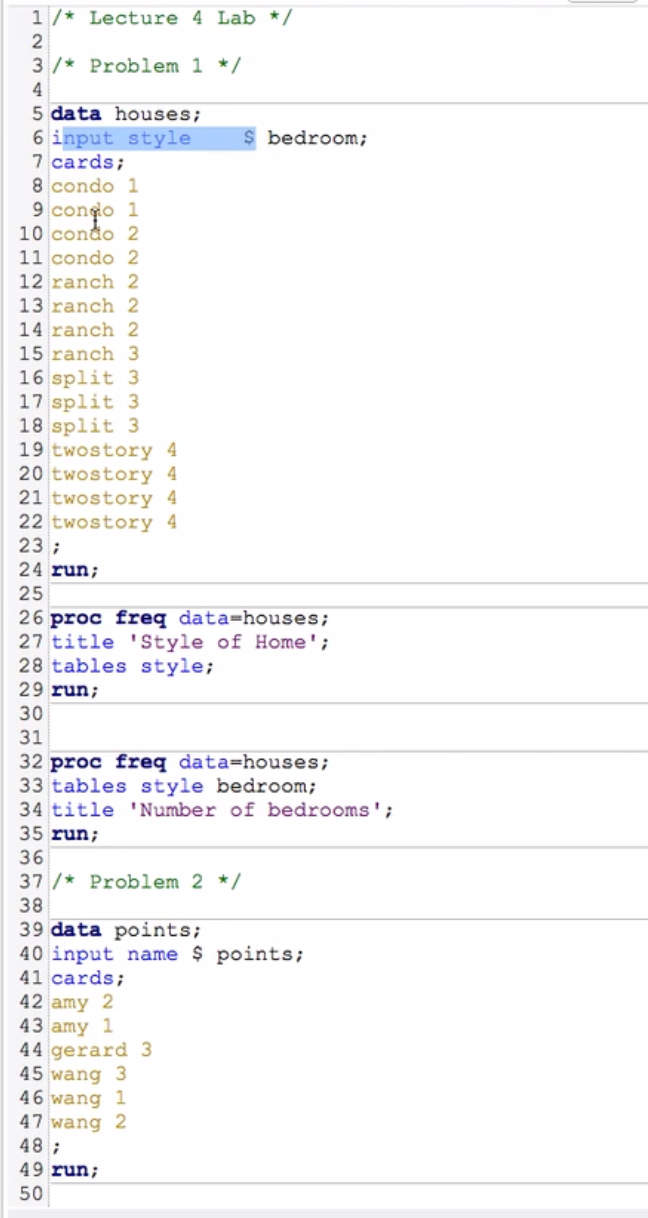 1 /* Lecture 4 Lab */
2
3 /* Problem 1 */
4
5 data houses;
6 input style    $ bedroom;
7 cards;
8 condo 1
9 condo 1
10 condo 2
11 condo 2
12 ranch 2
13 ranch 2
14 ranch 2
15 ranch 3
16 split 3
17 split 3
18 split 3
19 twostory 4
20 twostory 4
21 twostory 4
22 twostory 4
23 ;
24 run;
25
26 proc freq data=houses;
27 title 'Style of Home';
28 tables style;
29 run;
30
31
32 proc freq data=houses;
33 tables style bedroom;
34 title 'Number of bedrooms';
35 run;
36
37 /* Problem 2 */
38
39 data points;
40 input name $ points;
41 cards;
42 amy 2
43 amy 1
44 gerard 3
45 wang 3
46 wang 1
47 wang 2
48 ;
49 run;
50